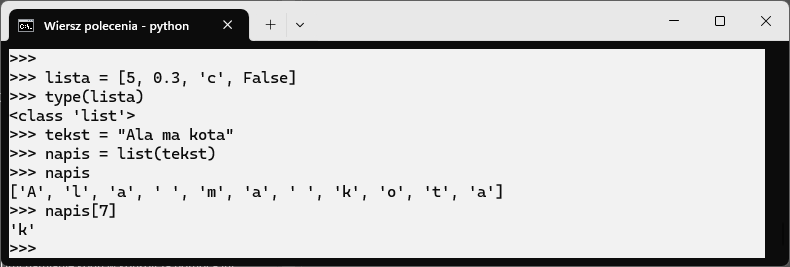 Wiersz polecenia - python
>>>
>>> lista = [5, 0.3, 'c', False]
>>> type(lista)
<class 'list'>
>>> tekst = "Ala ma kota"
>>> napis = list(tekst)
>>> napis
['A', 'l', 'a', ' ', 'm', 'a', ' ', 'k', 'o', 't', 'a']
>>> napis[7]
'k'
>>>